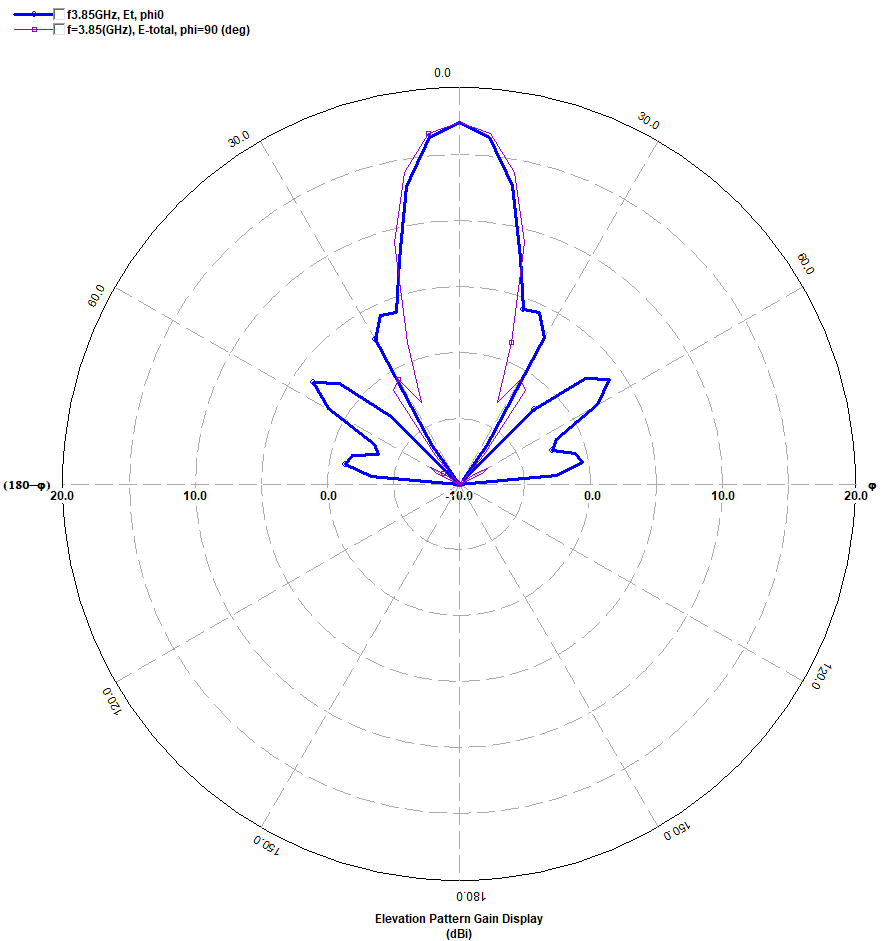 f3.85GHz, Et, phi0
f=3.85(GHz), E-total, phi=90 (deg)
0.0
30.0 30.0
60.0 60.0
(180—φ) φ
20.0 10.0 0.0 -10.0 0.0 10.0 20.0
120.0 120.0
150.0 150.0
180.0
Elevation Pattern Gain Display
(dBi)